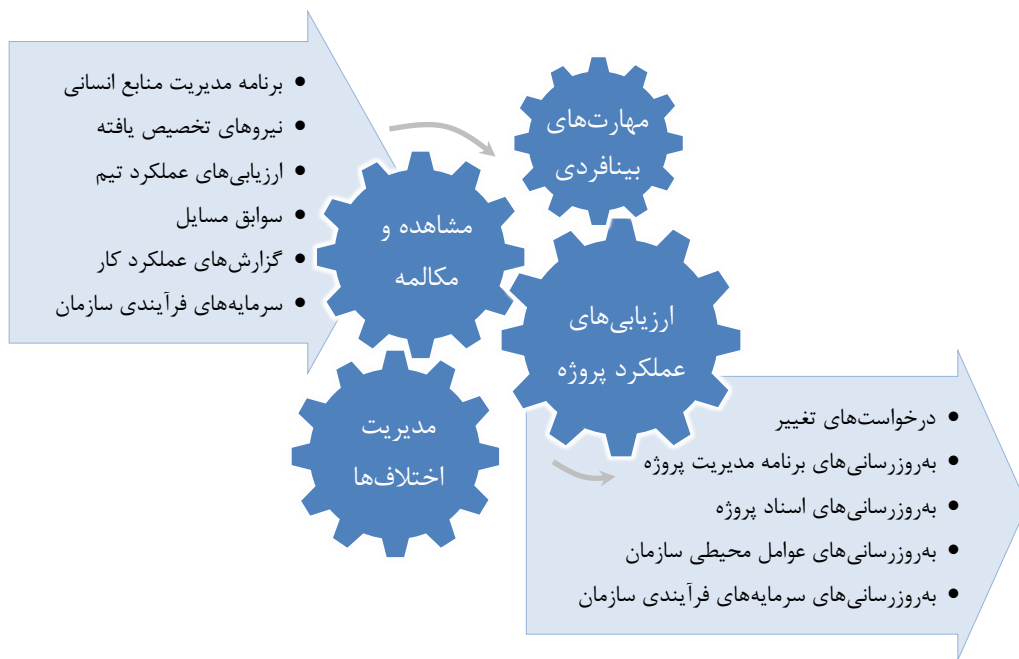 • برنامه مدیریت منابع انسانی
• نیروهای تخصیص یافته
• ارزیابی‌های عملکرد تیم
• سوابق مسایل
• گزارش‌های عملکرد کار
• سرمایه‌های فرآیندی سازمان
مهارت‌های
بینافردی
مشاهده و
مکالمه
ارزیابی‌های
عملکرد پروژه
مدیریت
اختلاف‌ها
• درخواست‌های تغییر
• به‌روزرسانی‌های برنامه مدیریت پروژه
• به‌روزرسانی‌های اسناد پروژه
• به‌روزرسانی‌های عوامل محیطی سازمان
• به‌روزرسانی‌های سرمایه‌های فرآیندی سازمان